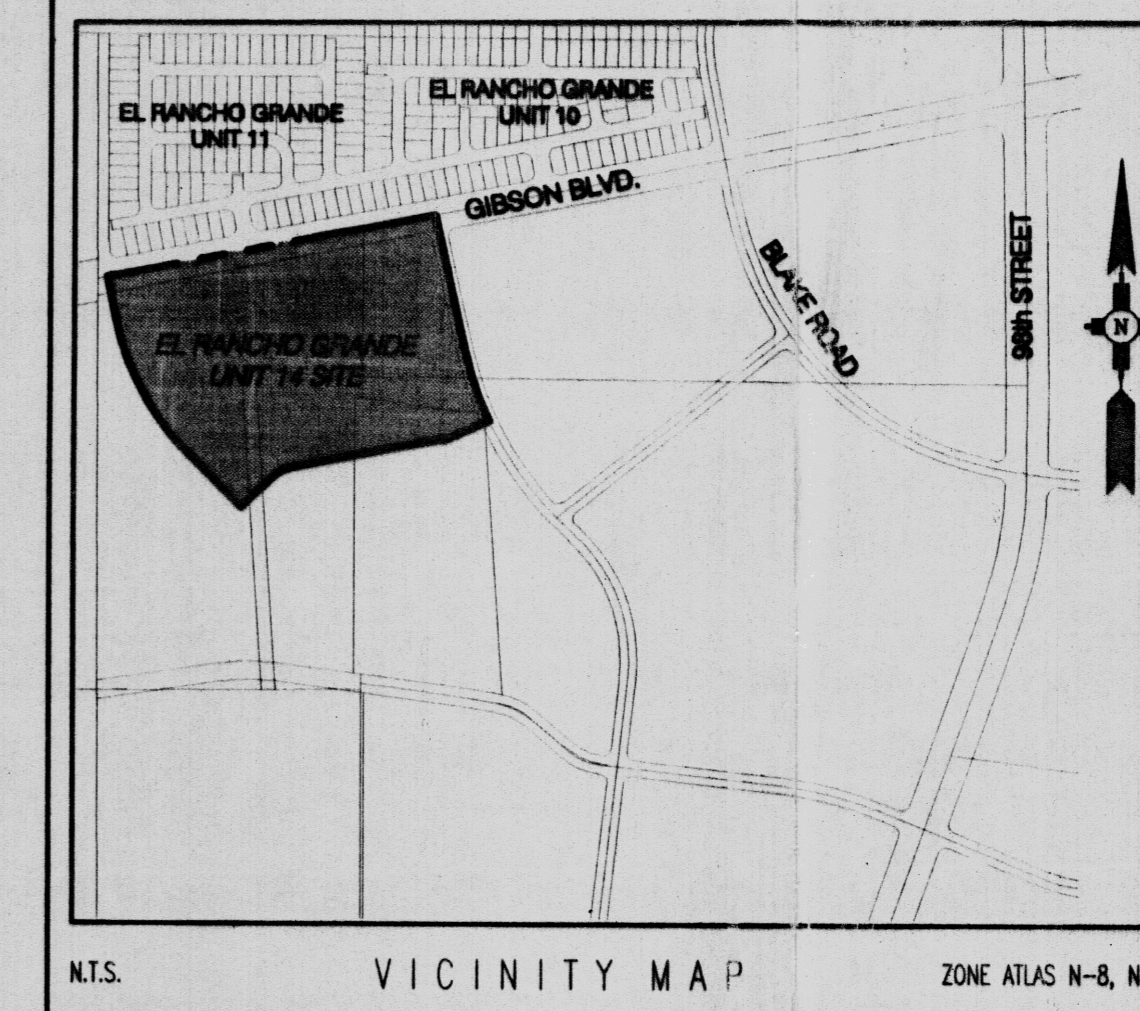 EL RANCHO GRANDE
UNIT 11
EL RANCHO GRANDE
UNIT 10
GIBSON BLVD.
BLAKE ROAD
98th STREET
N
EL RANCHO GRANDE
UNIT 14 SITE
N.T.S.
VICINITY MAP
ZONE ATLAS N-8, N